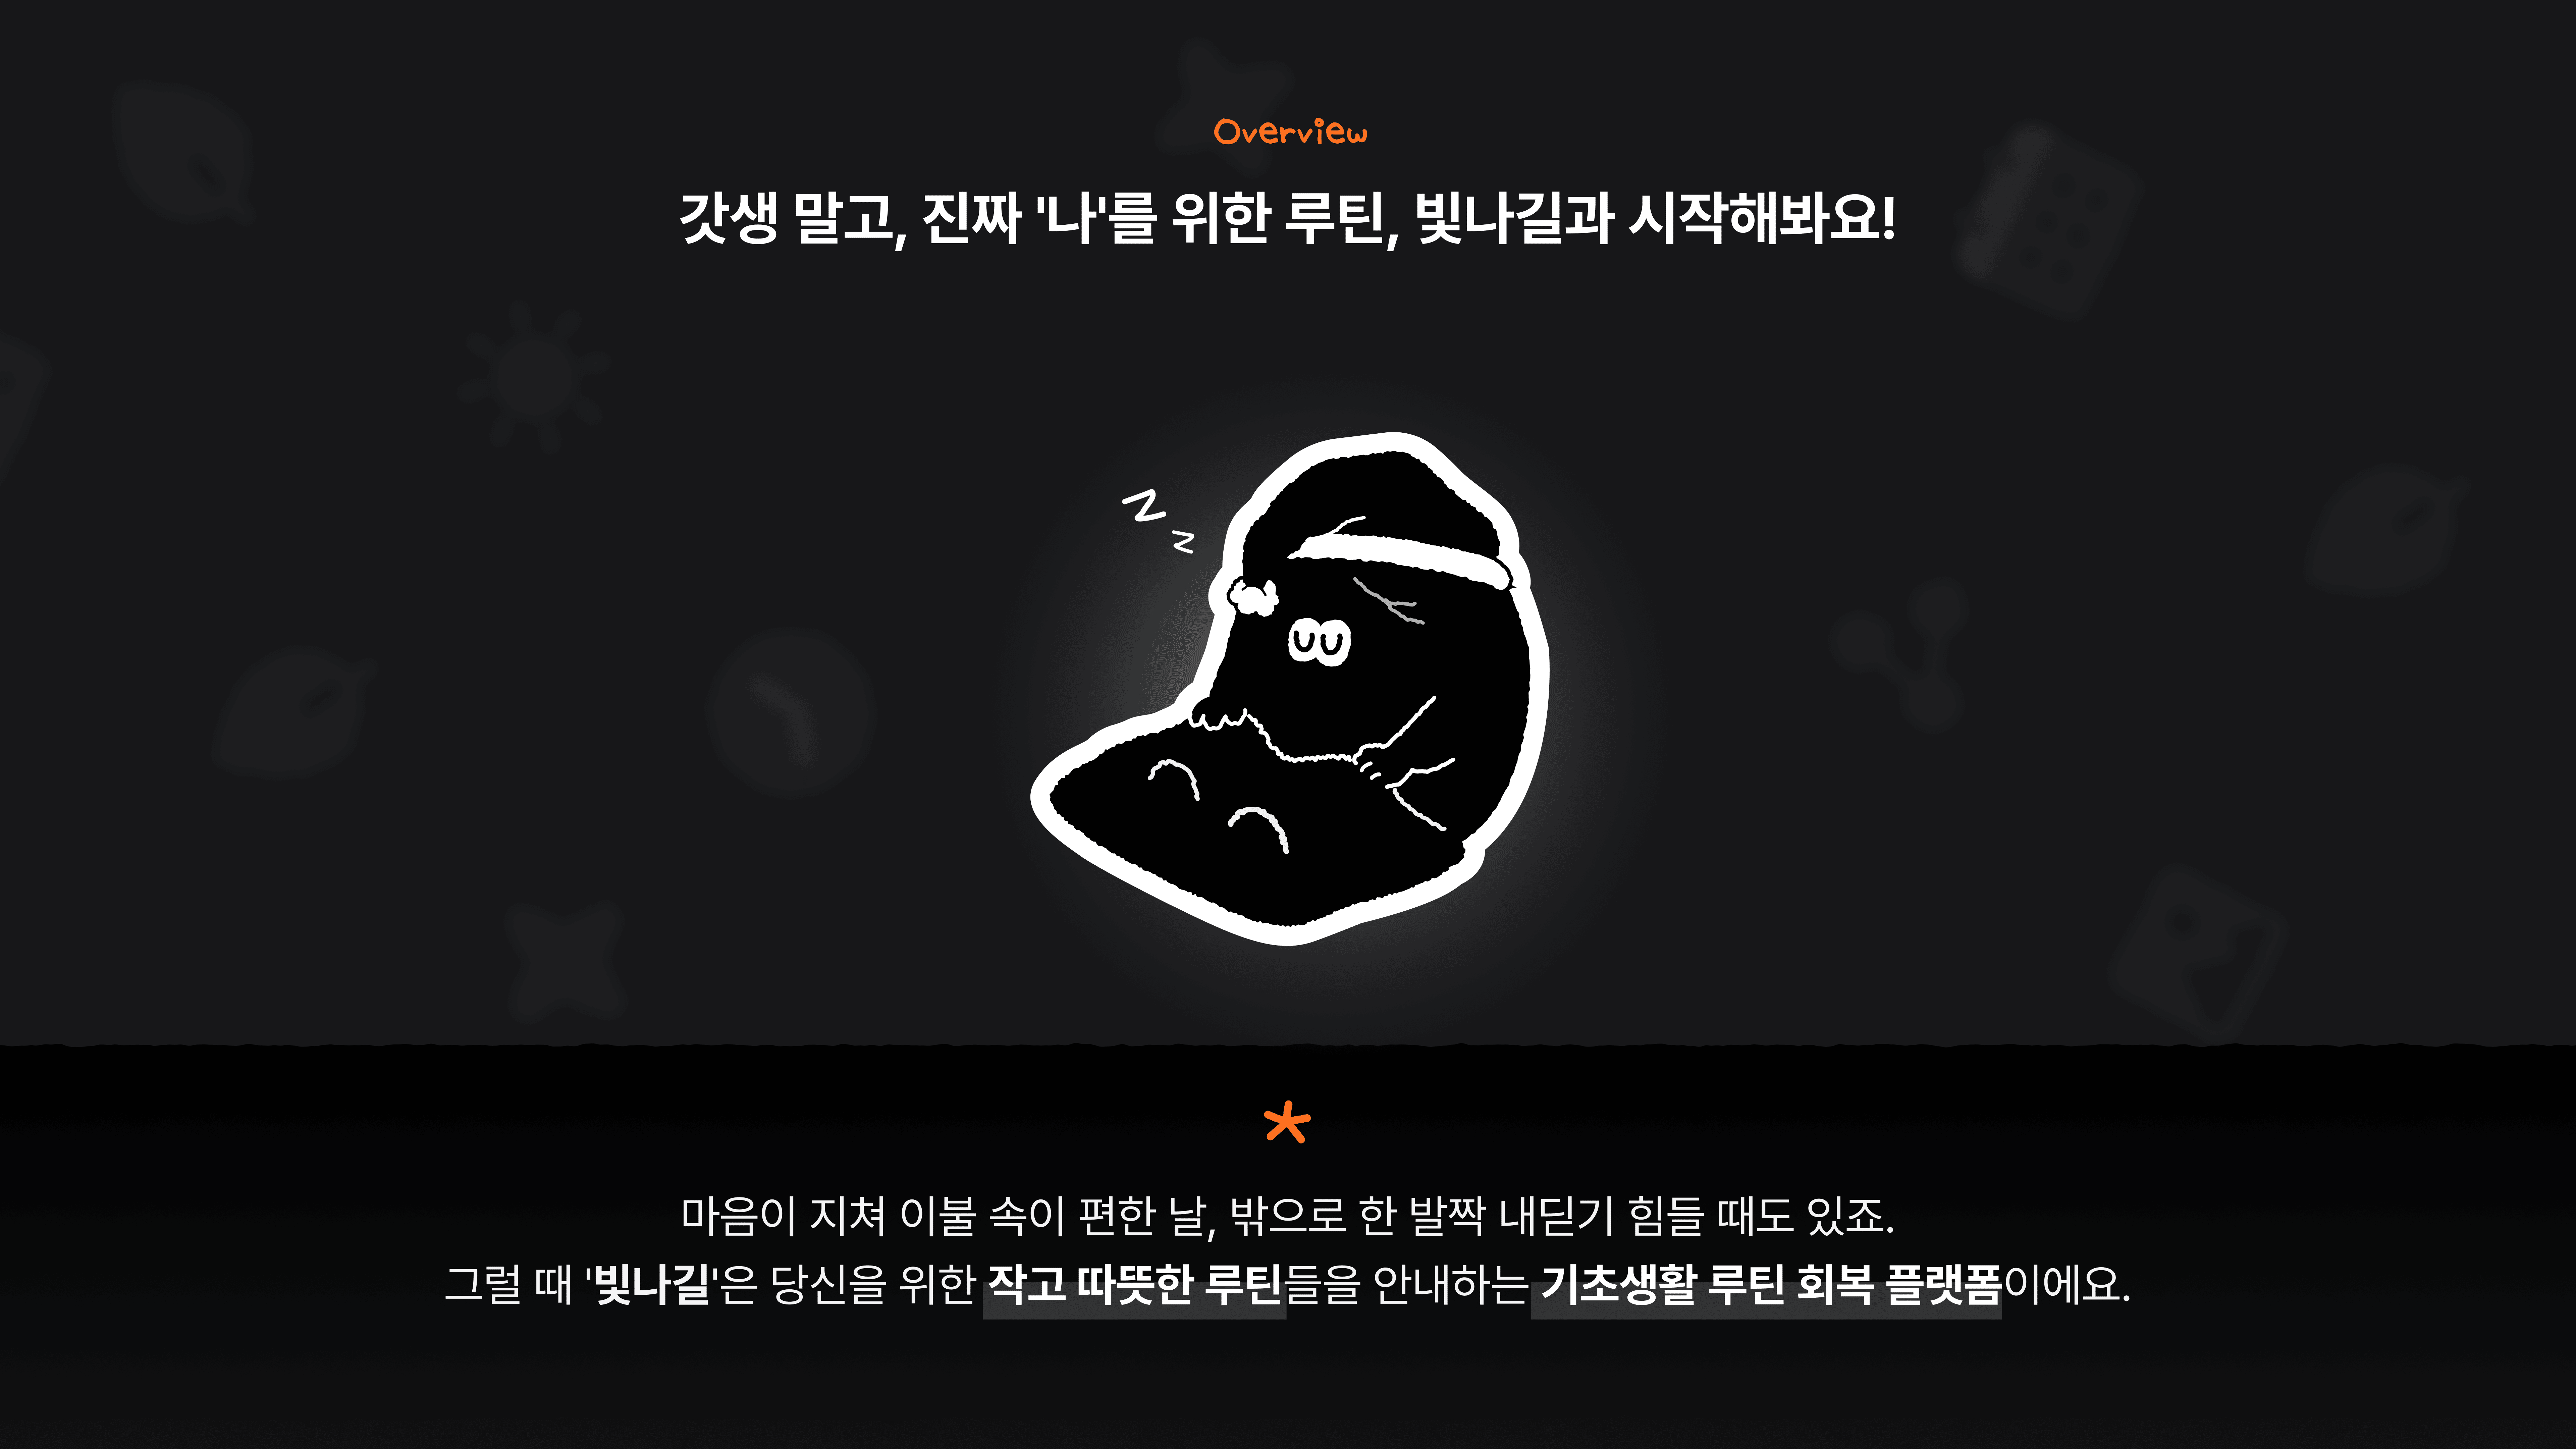 Overview
갓생 말고, 진짜 '나'를 위한 루틴, 빛나길과 시작해봐요!
z
z
*
마음이 지쳐 이불 속이 편한 날, 밖으로 한 발짝 내딛기 힘들 때도 있죠.
그럴 때 '빛나길'은 당신을 위한 작고 따뜻한 루틴들을 안내하는 기초생활 루틴 회복 플랫폼이에요.